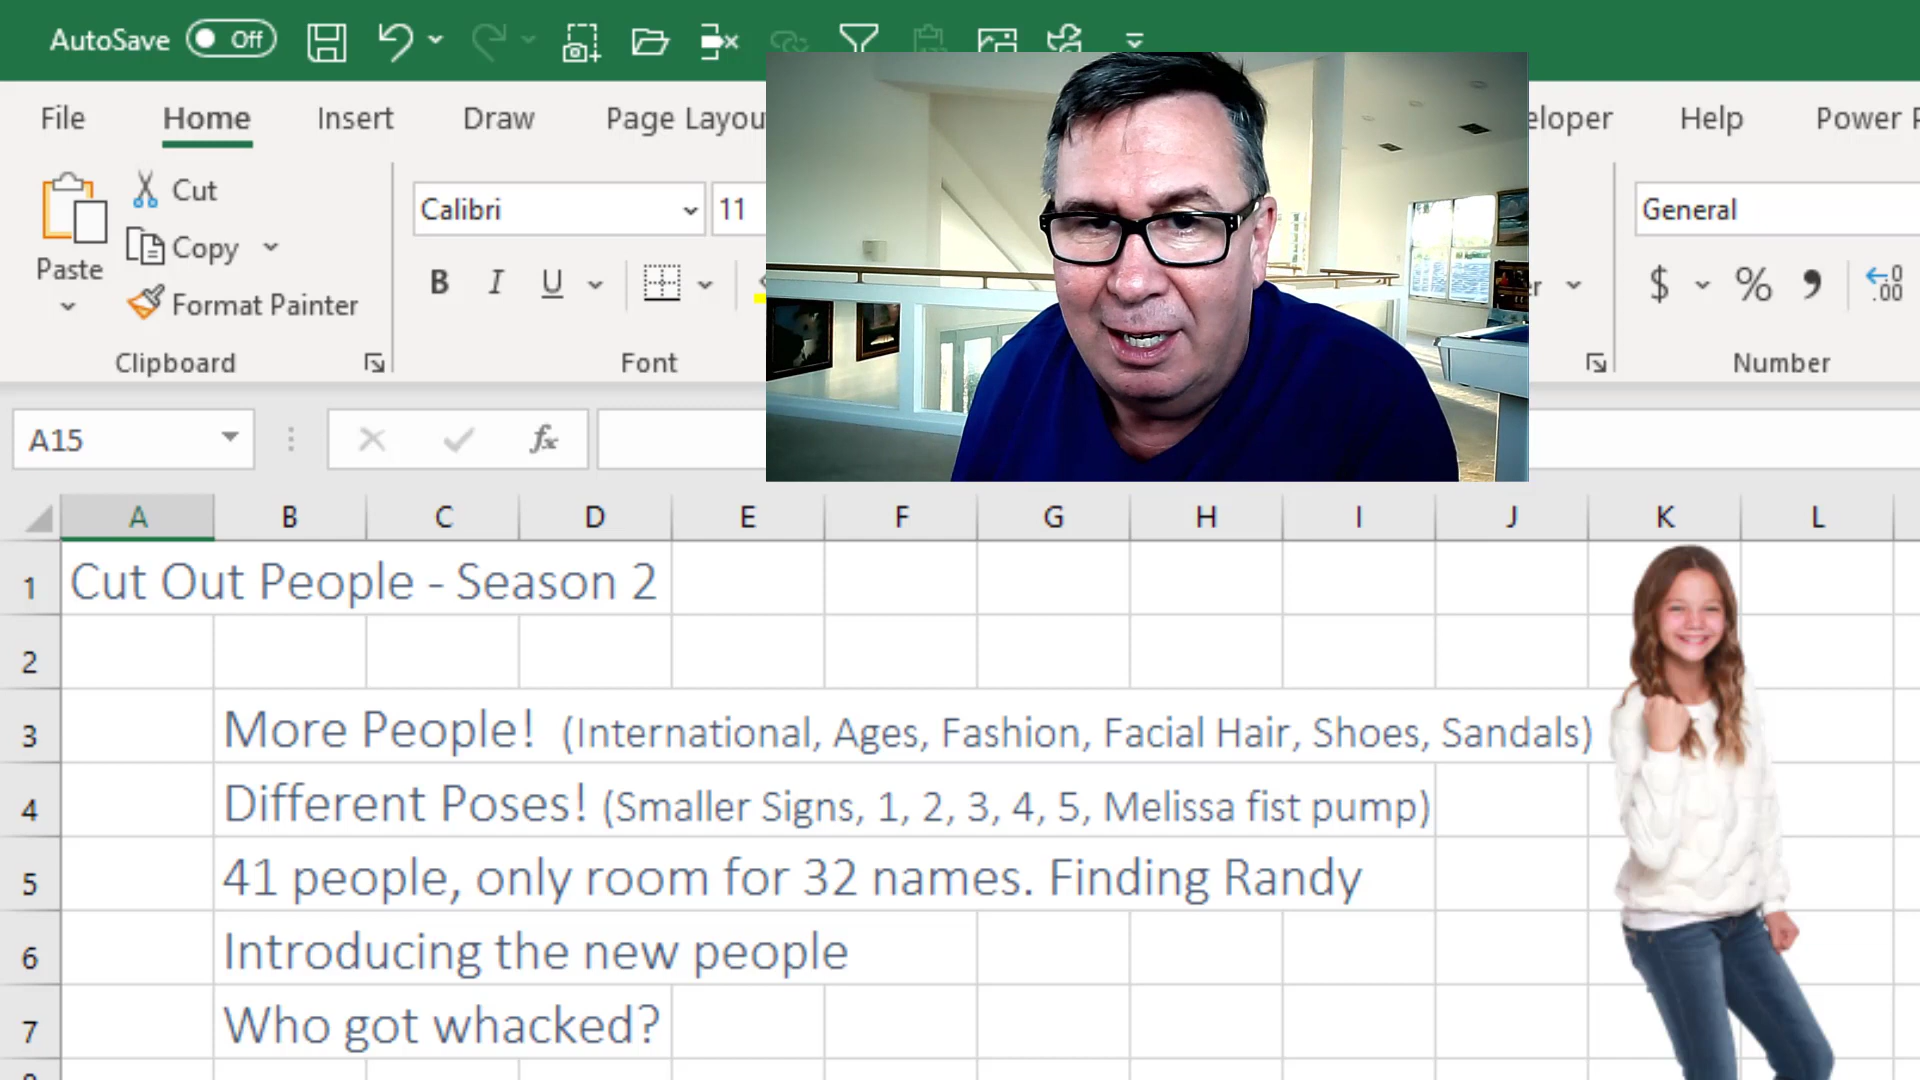 AutoSave Off
File Home Insert Draw Page Layou eloper Help Power P
Cut
Calibri 11 General
Copy
Paste
B I U $ % , .00
Format Painter
Clipboard Font Number
A15 fx
A B C D E F G H I J K L
1 Cut Out People - Season 2
2
3 More People! (International, Ages, Fashion, Facial Hair, Shoes, Sandals)
4 Different Poses! (Smaller Signs, 1, 2, 3, 4, 5, Melissa fist pump)
5 41 people, only room for 32 names. Finding Randy
6 Introducing the new people
7 Who got whacked?